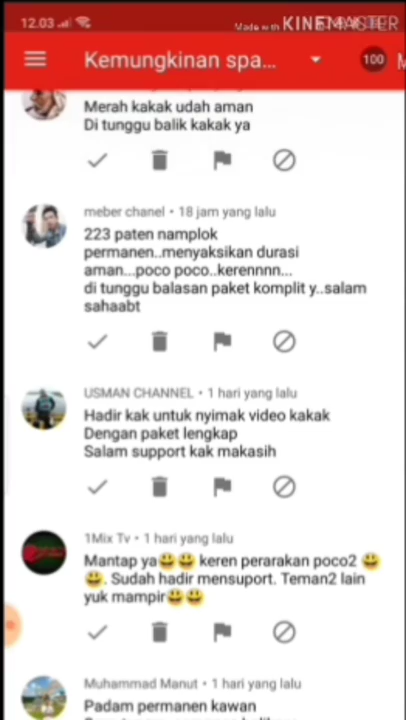 12.03
Made with KINEMASTER
Kemungkinan spa...
100
Merah kakak udah aman
Di tunggu balik kakak ya
meber chanel • 18 jam yang lalu
223 paten namplok
permanen..menyaksikan durasi
aman...poco poco..kerennnn...
di tunggu balasan paket komplit y..salam
sahaabt
USMAN CHANNEL • 1 hari yang lalu
Hadir kak untuk nyimak video kakak
Dengan paket lengkap
Salam support kak makasih
1Mix Tv • 1 hari yang lalu
Mantap ya😃😃 keren perarakan poco2 😃
😃. Sudah hadir mensuport. Teman2 lain
yuk mampir😃😃
Muhammad Manut • 1 hari yang lalu
Padam permanen kawan